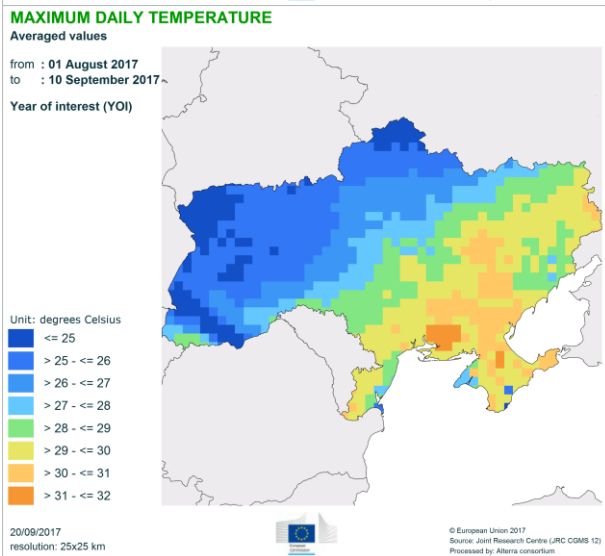 MAXIMUM DAILY TEMPERATURE
Averaged values
from : 01 August 2017
to : 10 September 2017
Year of interest (YOI)
Unit: degrees Celsius
<= 25
> 25 - <= 26
> 26 - <= 27
> 27 - <= 28
> 28 - <= 29
> 29 - <= 30
> 30 - <= 31
> 31 - <= 32
20/09/2017
resolution: 25x25 km
European
Commission
© European Union 2017
Source: Joint Research Centre (JRC CGMS 12)
Processed by: Alterra consortium